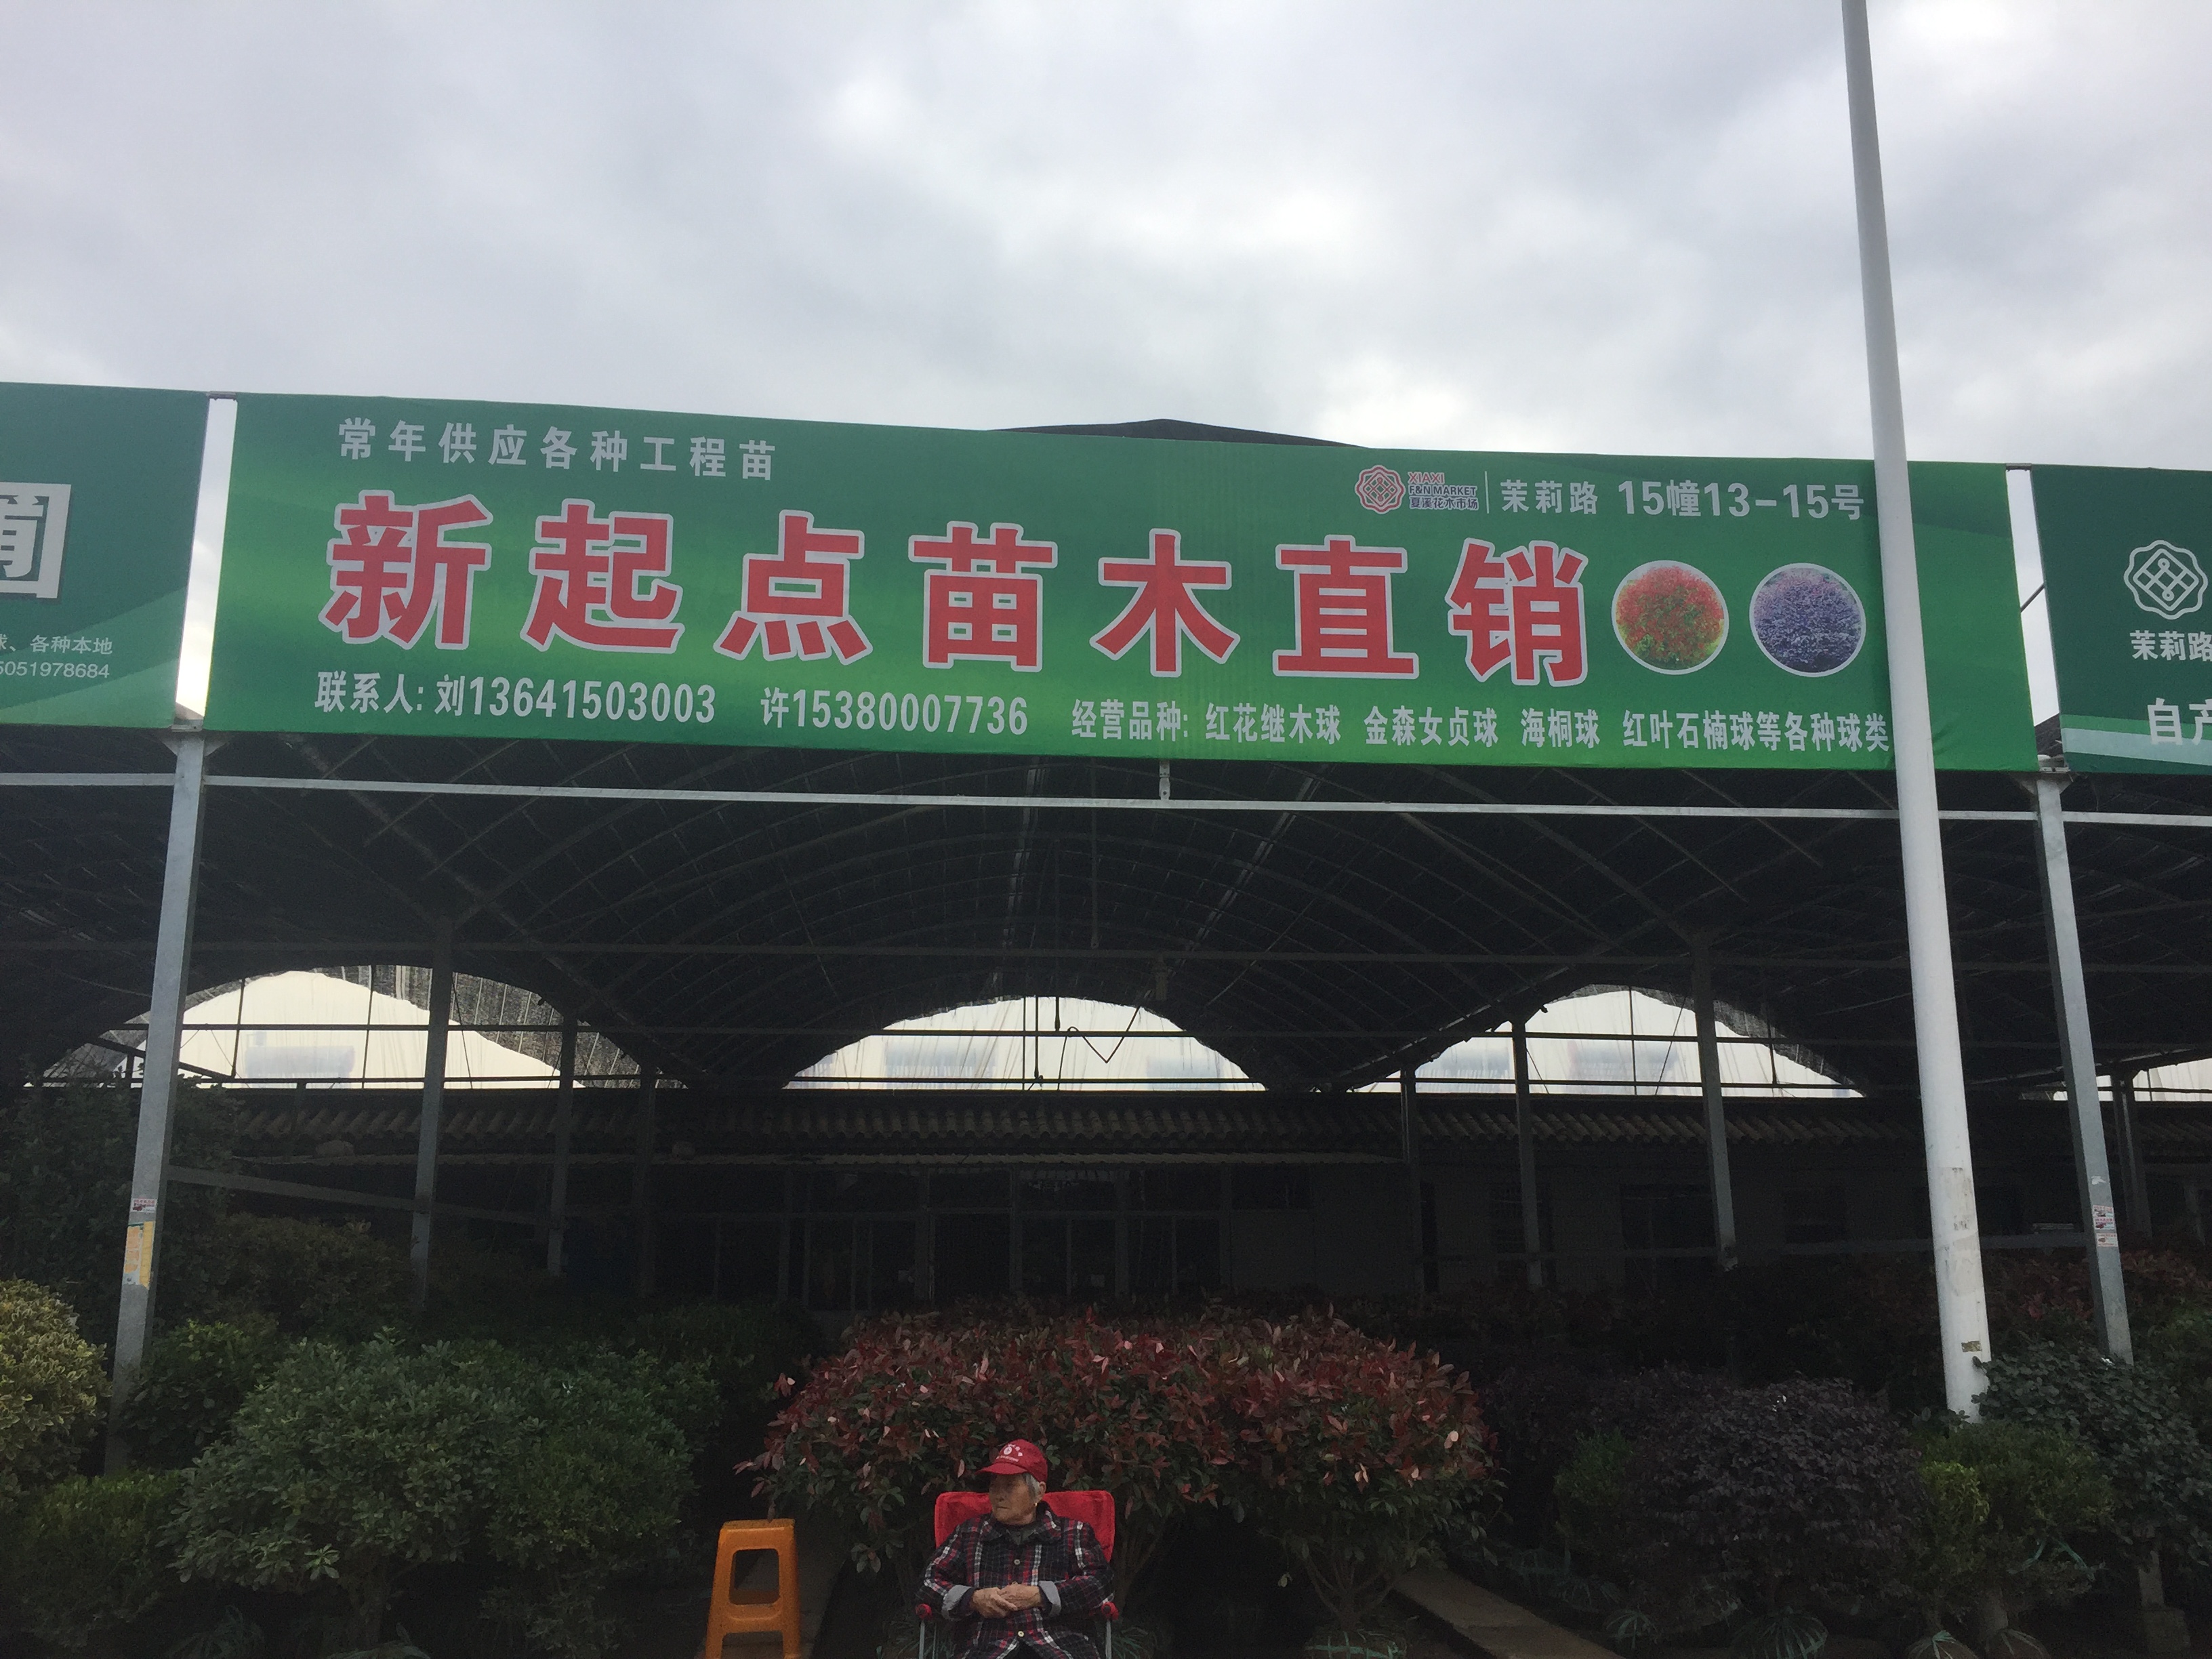 常年供应各种工程苗
XIAXI
F&N MARKET
夏溪花木市场
茉莉路 15幢13-15号
新起点苗木直销
联系人: 刘13641503003 许15380007736 经营品种: 红花继木球 金森女贞球 海桐球 红叶石楠球等各种球类
球、各种本地
5051978684
茉莉路
自产